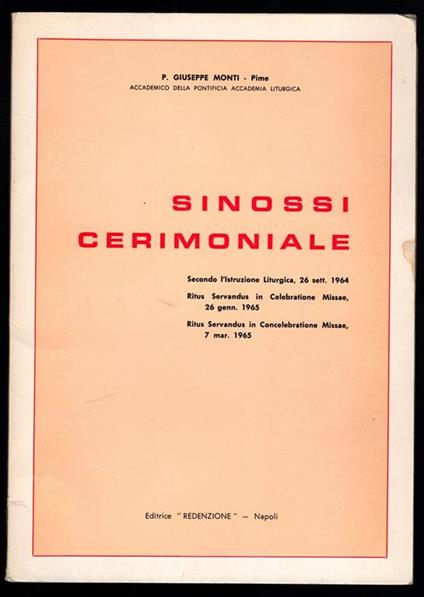 P. GIUSEPPE MONTI - Pime
ACCADEMICO DELLA PONTIFICIA ACCADEMIA LITURGICA
SINOSSI
CERIMONIALE
Secondo l'Istruzione Liturgica, 26 sett. 1964
Ritus Servandus in Celebratione Missae,
26 genn. 1965
Ritus Servandus in Concelebratione Missae,
7 mar. 1965
Editrice "REDENZIONE" — Napoli